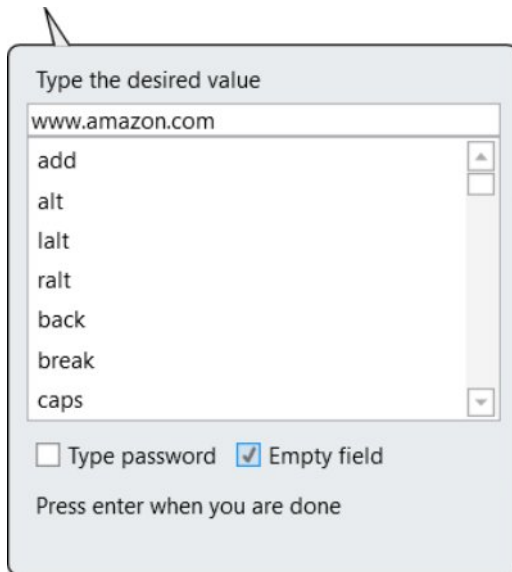 Type the desired value
www.amazon.com
add
alt
lalt
ralt
back
break
caps
Type password Empty field
Press enter when you are done